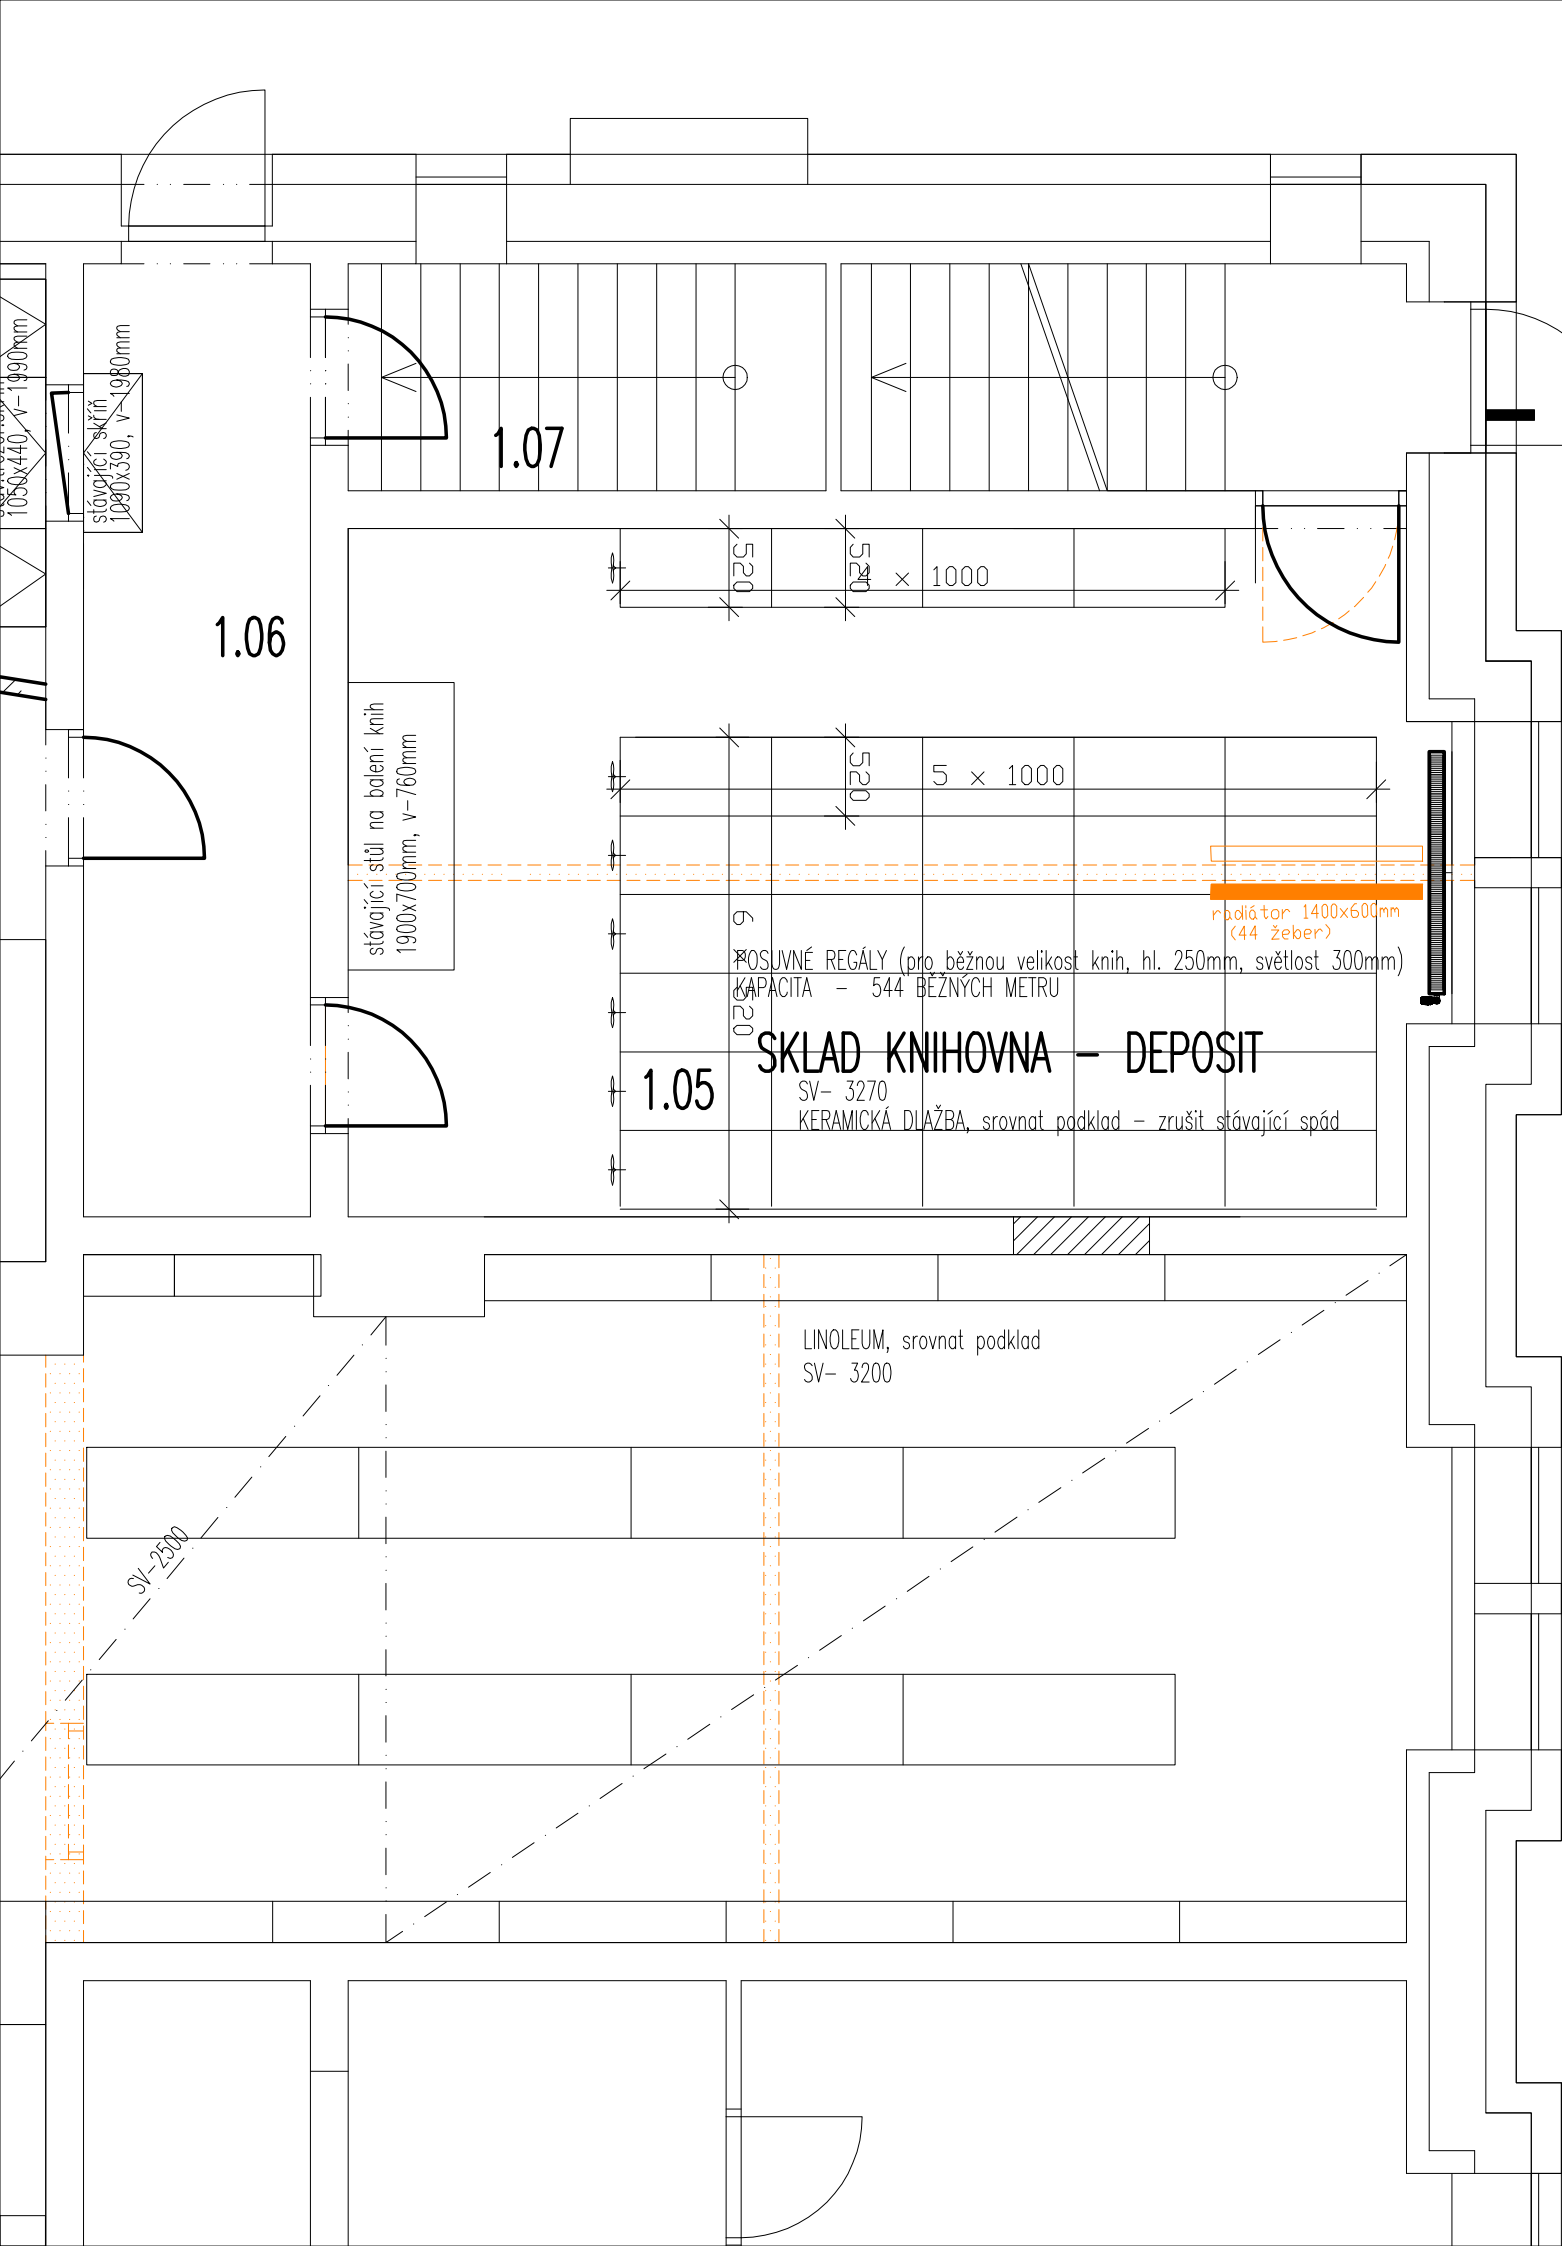 1050x440, v-1990mm
stávající skříň
1090x390, v-1980mm
1.07
1.06
520
520
4 x 1000
stávající stůl na balení knih
1900x700mm, v-760mm
520
5 x 1000
radiátor 1400x600mm
(44 žeber)
6 x 520
POSUVNÉ REGÁLY (pro běžnou velikost knih, hl. 250mm, světlost 300mm)
KAPACITA - 544 BĚŽNÝCH METRU
SKLAD KNIHOVNA - DEPOSIT
1.05
SV- 3270
KERAMICKÁ DLAŽBA, srovnat podklad - zrušit stávající spád
LINOLEUM, srovnat podklad
SV- 3200
SV-2500